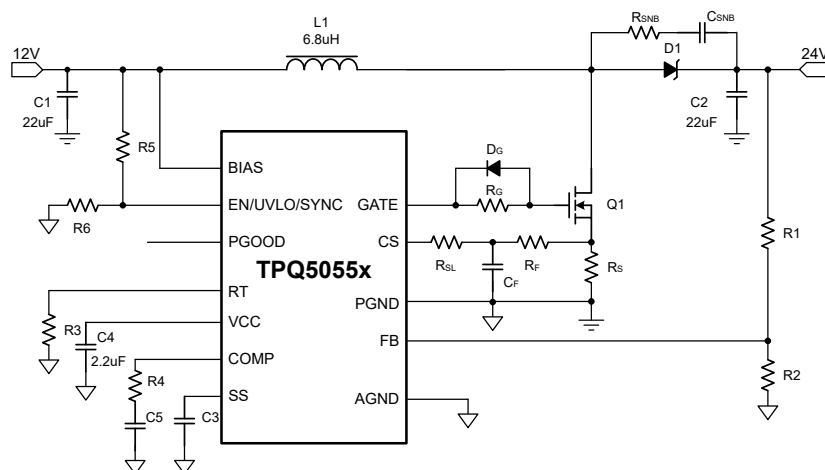 L1
6.8uH
RSNB
CSNB
12V
D1
24V
C1
22uF
C2
22uF
R5
BIAS
DG
EN/UVLO/SYNC
GATE
RG
Q1
R6
PGOOD
CS
R1
TPQ5055x
RSL
RF
CF
RS
RT
PGND
R3
C4
VCC
2.2uF
FB
COMP
R4
R2
SS
AGND
C5
C3